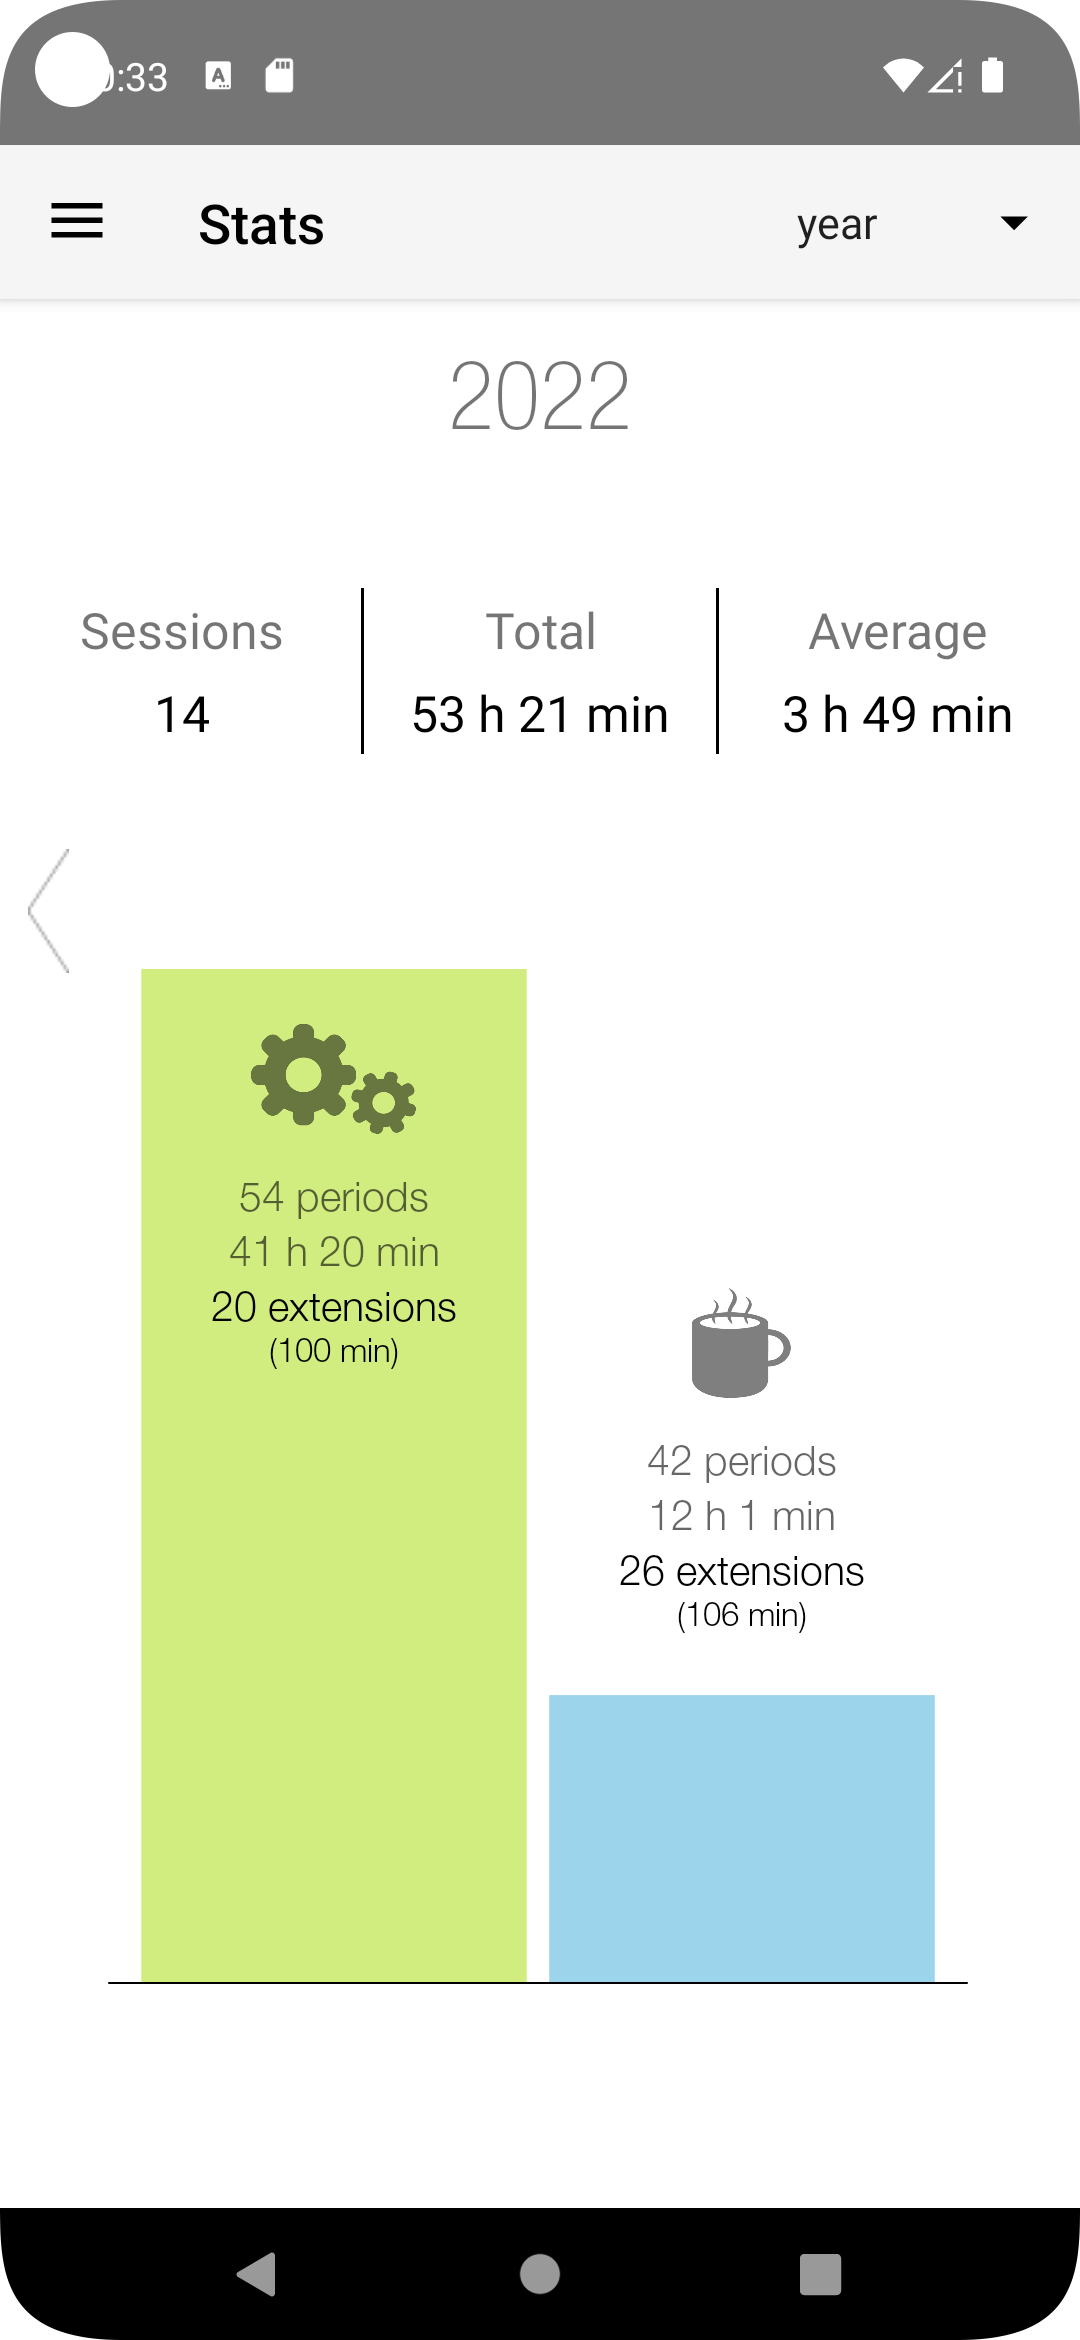 :33
Stats
year
2022
Sessions
Total
Average
14
53 h 21 min
3 h 49 min
54 periods
41 h 20 min
20 extensions
(100 min)
42 periods
12 h 1 min
26 extensions
(106 min)